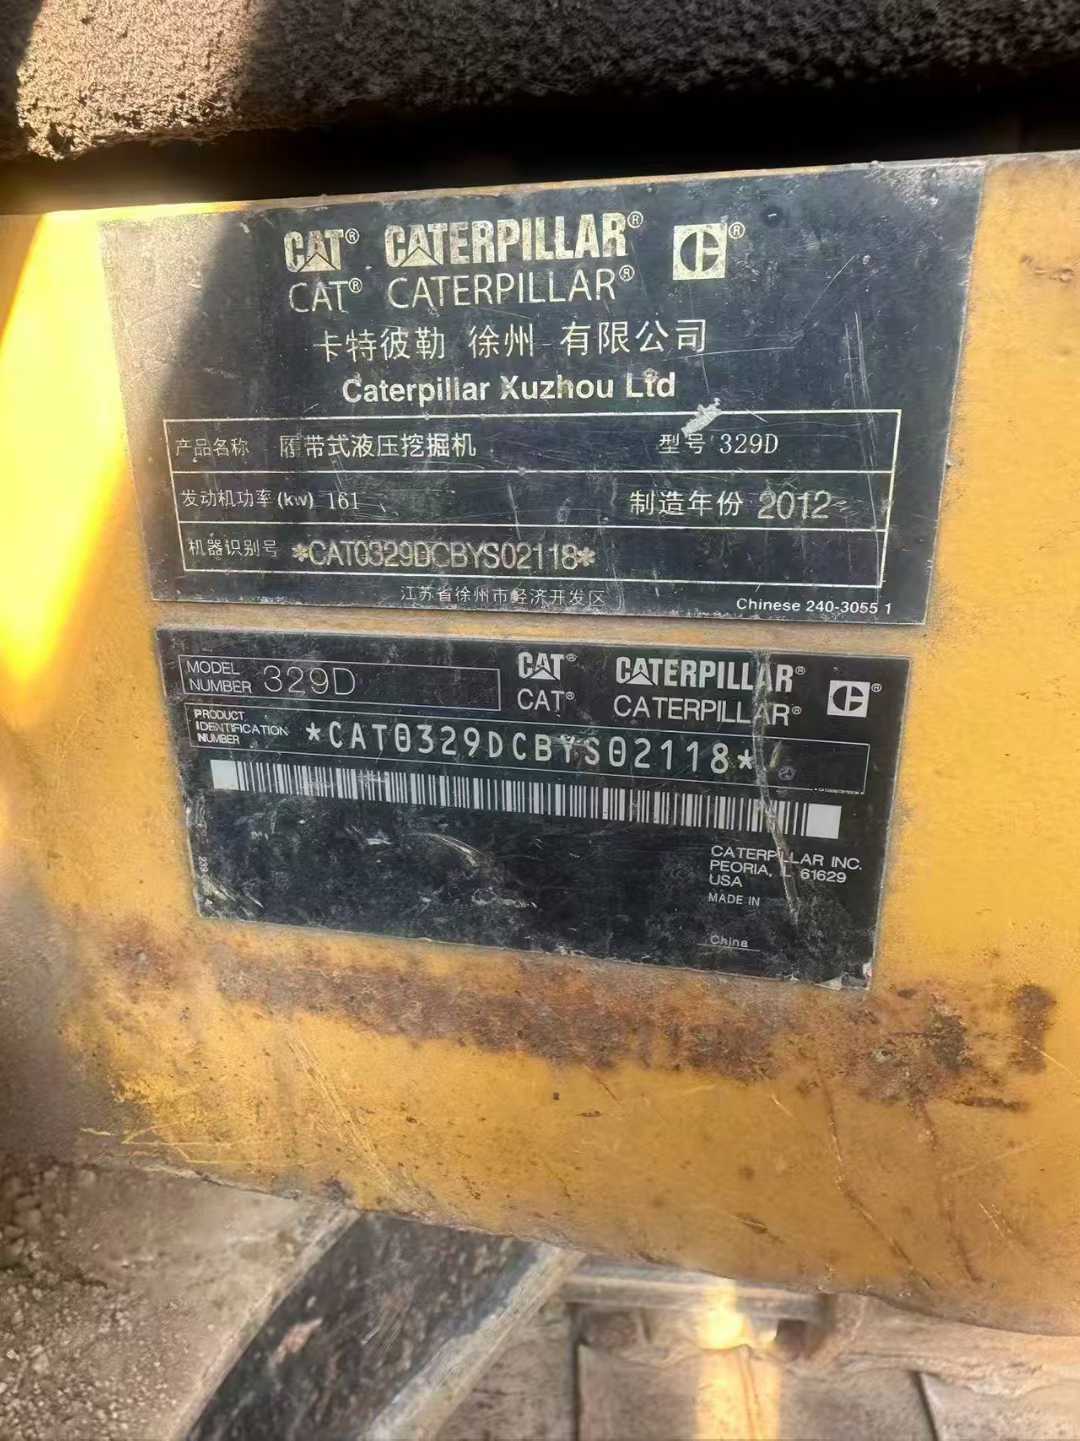 CAT® CATERPILLAR® C®
CAT® CATERPILLAR®
卡特彼勒 徐州 有限公司
Caterpillar Xuzhou Ltd
产品名称 履带式液压挖掘机 型号 329D
发动机功率(kw) 161 制造年份 2012
机器识别号 *CAT0329DCBYS02118*
江苏省徐州市经济开发区
Chinese 240-3055 1
MODEL NUMBER 329D
CAT® CATERPILLAR® C®
CAT® CATERPILLAR®
PRODUCT IDENTIFICATION NUMBER *CAT0329DCBYS02118*
CATERPILLAR INC.
PEORIA, IL 61629
USA
MADE IN
China